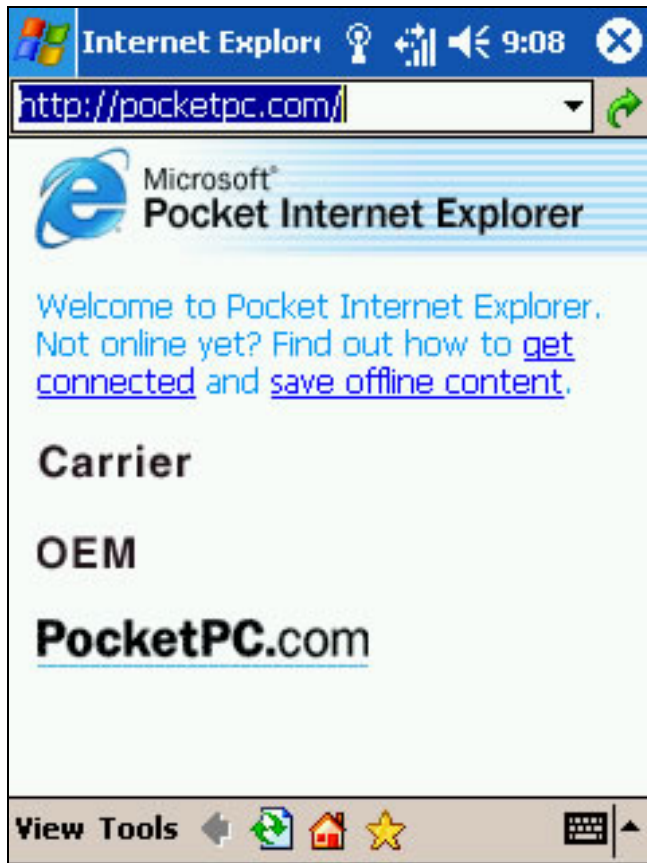 Internet Explor 9:08
http://pocketpc.com/
Microsoft®
Pocket Internet Explorer
Welcome to Pocket Internet Explorer.
Not online yet? Find out how to get
connected and save offline content.
Carrier
OEM
PocketPC.com
View Tools